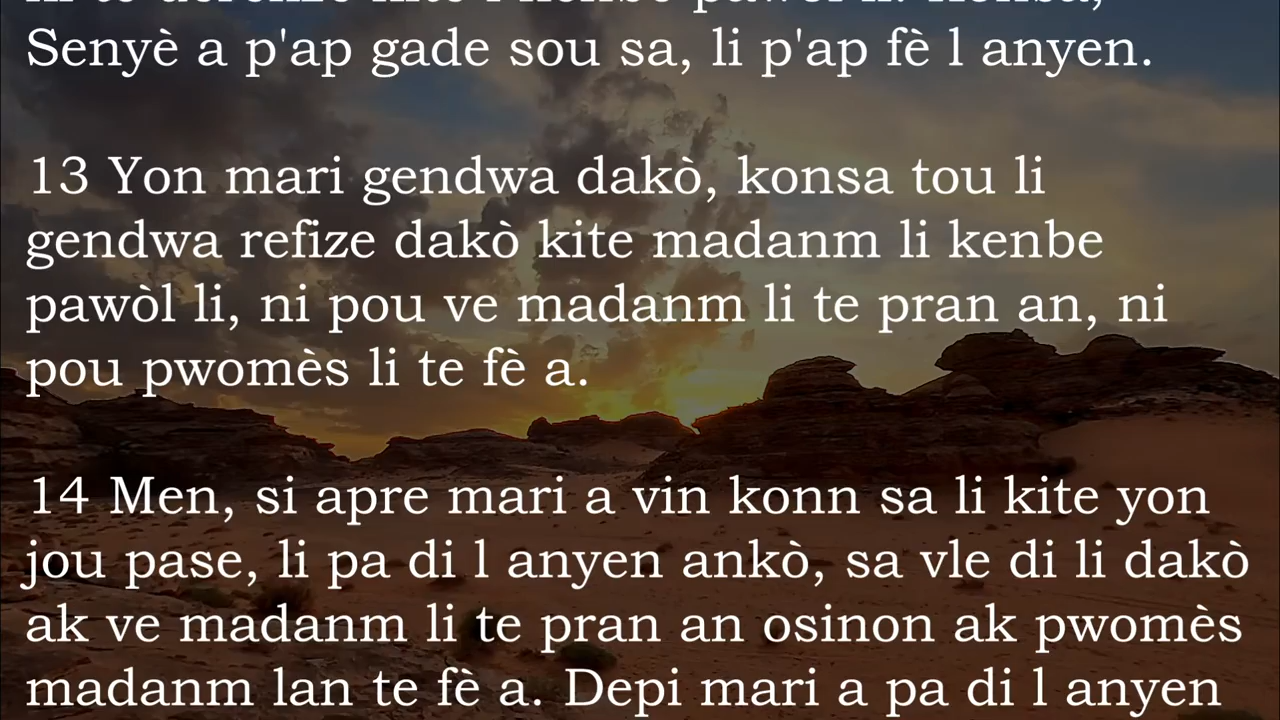 Senyè a p'ap gade sou sa, li p'ap fè l anyen.
13 Yon mari gendwa dakò, konsa tou li
gendwa refize dakò kite madanm li kenbe
pawòl li, ni pou ve madanm li te pran an, ni
pou pwomès li te fè a.
14 Men, si apre mari a vin konn sa li kite yon
jou pase, li pa di l anyen ankò, sa vle di li dakò
ak ve madanm li te pran an osinon ak pwomès
madanm lan te fè a. Depi mari a pa di l anyen